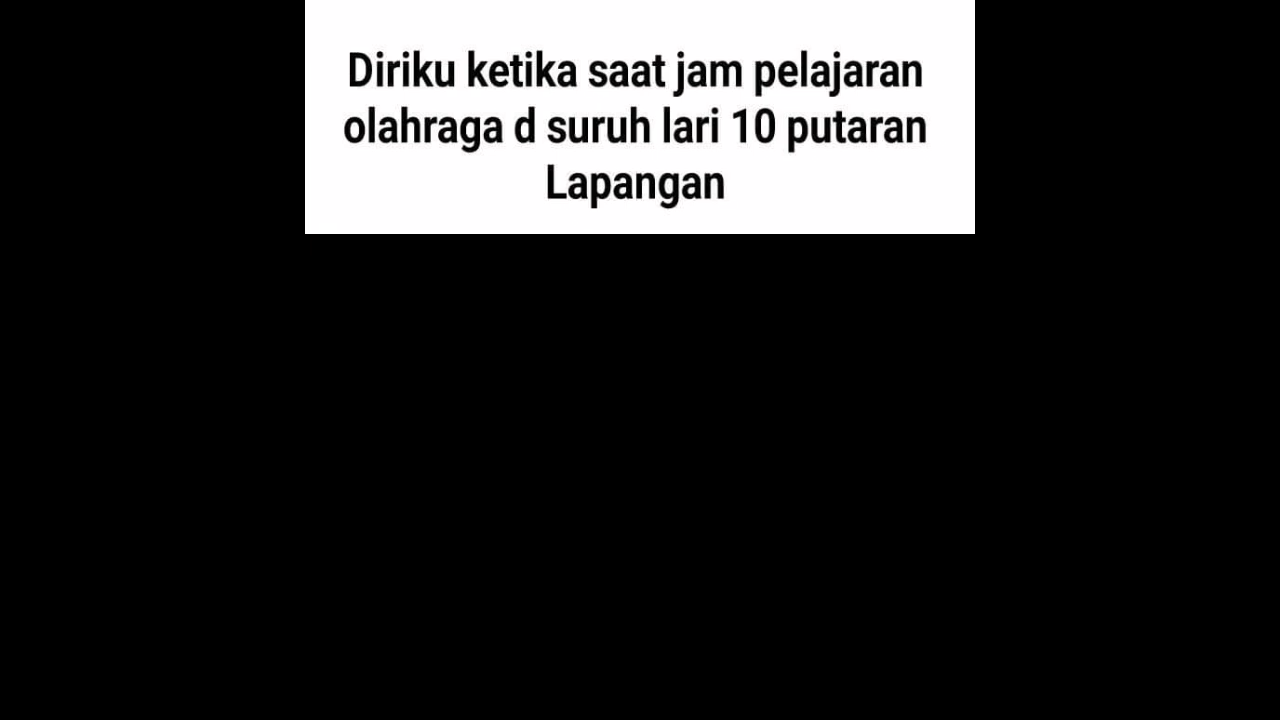 Diriku ketika saat jam pelajaran
olahraga d suruh lari 10 putaran
Lapangan